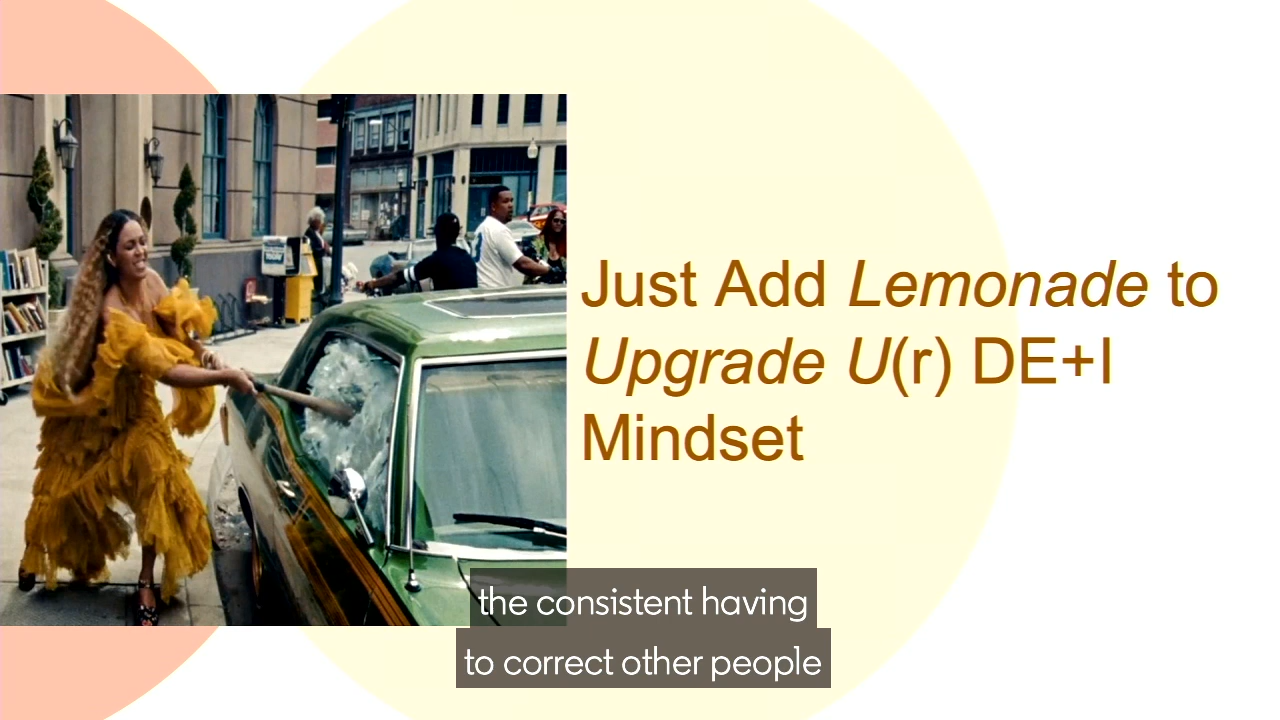 Just Add Lemonade to
Upgrade U(r) DE+I
Mindset
the consistent having
to correct other people